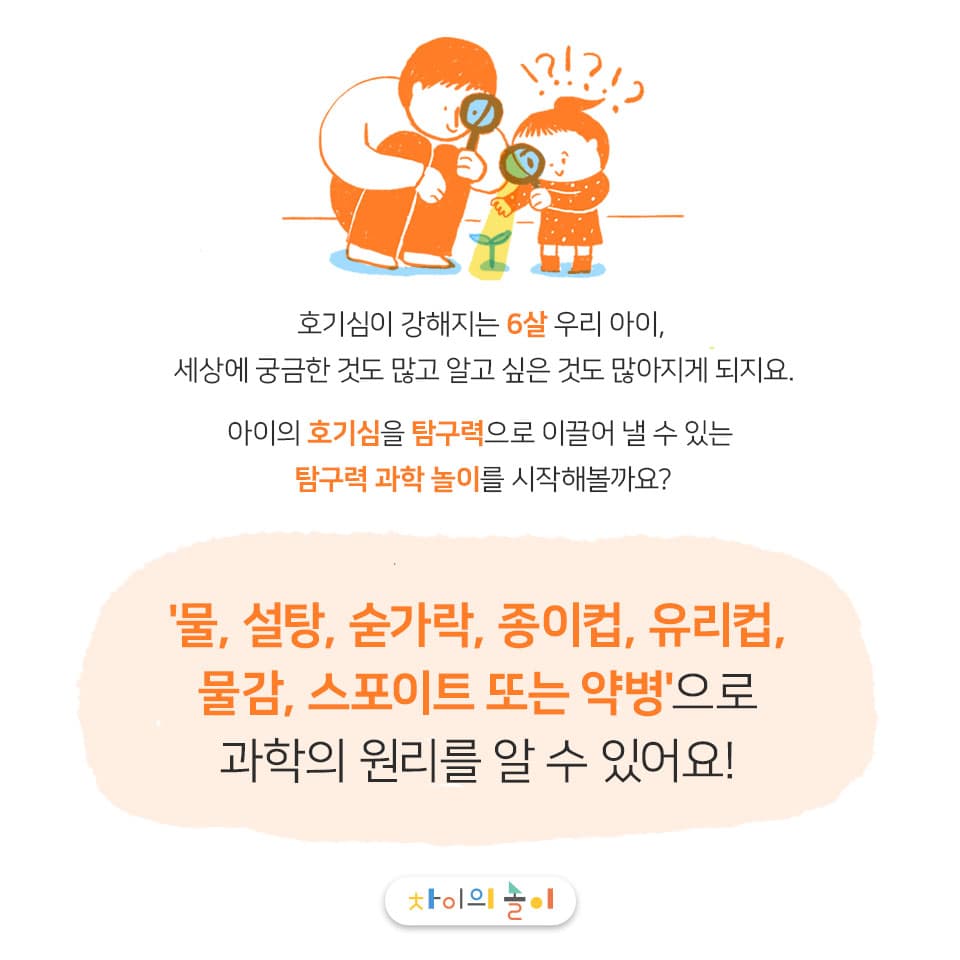 !?!?!?
호기심이 강해지는 6살 우리 아이,
세상에 궁금한 것도 많고 알고 싶은 것도 많아지게 되지요.
아이의 호기심을 탐구력으로 이끌어 낼 수 있는
탐구력 과학 놀이를 시작해볼까요?
'물, 설탕, 숟가락, 종이컵, 유리컵,
물감, 스포이트 또는 약병'으로
과학의 원리를 알 수 있어요!
차이의 놀이